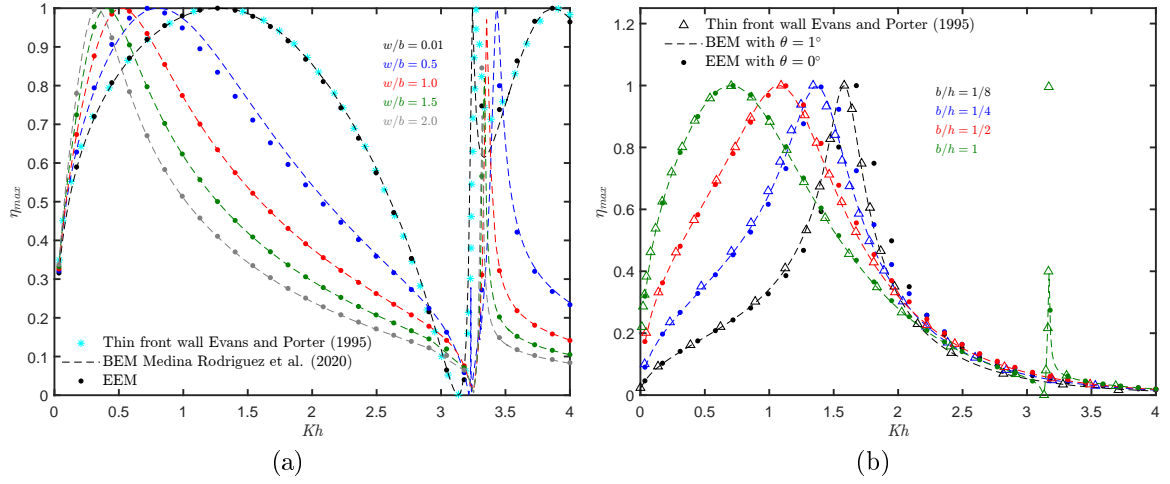 1
0.9
0.8
0.7
0.6
0.5
0.4
0.3
0.2
0.1
0
η_max
w/b = 0.01
w/b = 0.5
w/b = 1.0
w/b = 1.5
w/b = 2.0
Thin front wall Evans and Porter (1995)
BEM Medina Rodriguez et al. (2020)
EEM
0 0.5 1 1.5 2 2.5 3 3.5 4
Kh
(a)
1.2
1
0.8
0.6
0.4
0.2
0
η_max
Thin front wall Evans and Porter (1995)
BEM with θ = 1°
EEM with θ = 0°
b/h = 1/8
b/h = 1/4
b/h = 1/2
b/h = 1
0 0.5 1 1.5 2 2.5 3 3.5 4
Kh
(b)